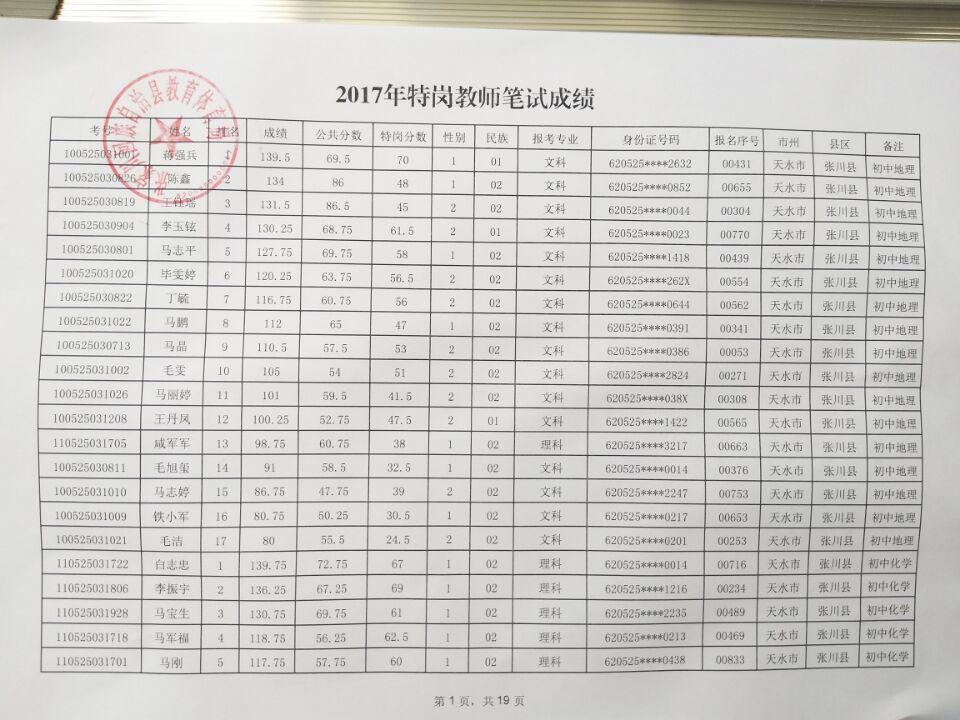 2017年特岗教师笔试成绩
考号 姓名 排名 成绩 公共分数 特岗分数 性别 民族 报考专业 身份证号码 报名序号 市州 县区 备注
100525031001 蒋强兵 1 139.5 69.5 70 1 01 文科 620525****2632 00431 天水市 张川县 初中地理
100525030826 陈鑫 2 134 86 48 1 02 文科 620525****0852 00655 天水市 张川县 初中地理
100525030819 王钰瑶 3 131.5 86.5 45 2 02 文科 620525****0044 00304 天水市 张川县 初中地理
100525030904 李玉铉 4 130.25 68.75 61.5 2 01 文科 620525****0023 00770 天水市 张川县 初中地理
100525030801 马志平 5 127.75 69.75 58 1 02 文科 620525****1418 00439 天水市 张川县 初中地理
100525031020 毕雯婷 6 120.25 63.75 56.5 2 02 文科 620525****262X 00554 天水市 张川县 初中地理
100525030822 丁毓 7 116.75 60.75 56 2 02 文科 620525****0644 00562 天水市 张川县 初中地理
100525031022 马鹏 8 112 65 47 1 02 文科 620525****0391 00341 天水市 张川县 初中地理
100525030713 马晶 9 110.5 57.5 53 2 02 文科 620525****0386 00053 天水市 张川县 初中地理
100525031002 毛雯 10 105 54 51 2 02 文科 620525****2824 00271 天水市 张川县 初中地理
100525031026 马丽婷 11 101 59.5 41.5 2 02 文科 620525****038X 00308 天水市 张川县 初中地理
100525031208 王丹凤 12 100.25 52.75 47.5 2 01 文科 620525****1422 00565 天水市 张川县 初中地理
110525031705 咸军军 13 98.75 60.75 38 1 02 理科 620525****3217 00663 天水市 张川县 初中地理
100525030811 毛旭玺 14 91 58.5 32.5 1 02 文科 620525****0014 00376 天水市 张川县 初中地理
100525031010 马志婷 15 86.75 47.75 39 2 02 文科 620525****2247 00753 天水市 张川县 初中地理
100525031009 铁小军 16 80.75 50.25 30.5 1 02 文科 620525****0217 00653 天水市 张川县 初中地理
100525031021 毛洁 17 80 55.5 24.5 2 02 文科 620525****0201 00253 天水市 张川县 初中地理
110525031722 白志忠 1 139.75 72.75 67 1 02 理科 620525****0014 00716 天水市 张川县 初中化学
110525031806 李振宇 2 136.25 67.25 69 1 02 理科 620525****1216 00234 天水市 张川县 初中化学
110525031928 马宝生 3 130.75 69.75 61 1 02 理科 620525****2235 00489 天水市 张川县 初中化学
110525031718 马军福 4 118.75 56.25 62.5 1 02 理科 620525****0213 00469 天水市 张川县 初中化学
110525031701 马刚 5 117.75 57.75 60 1 02 理科 620525****0438 00833 天水市 张川县 初中化学
第 1 页，共 19 页